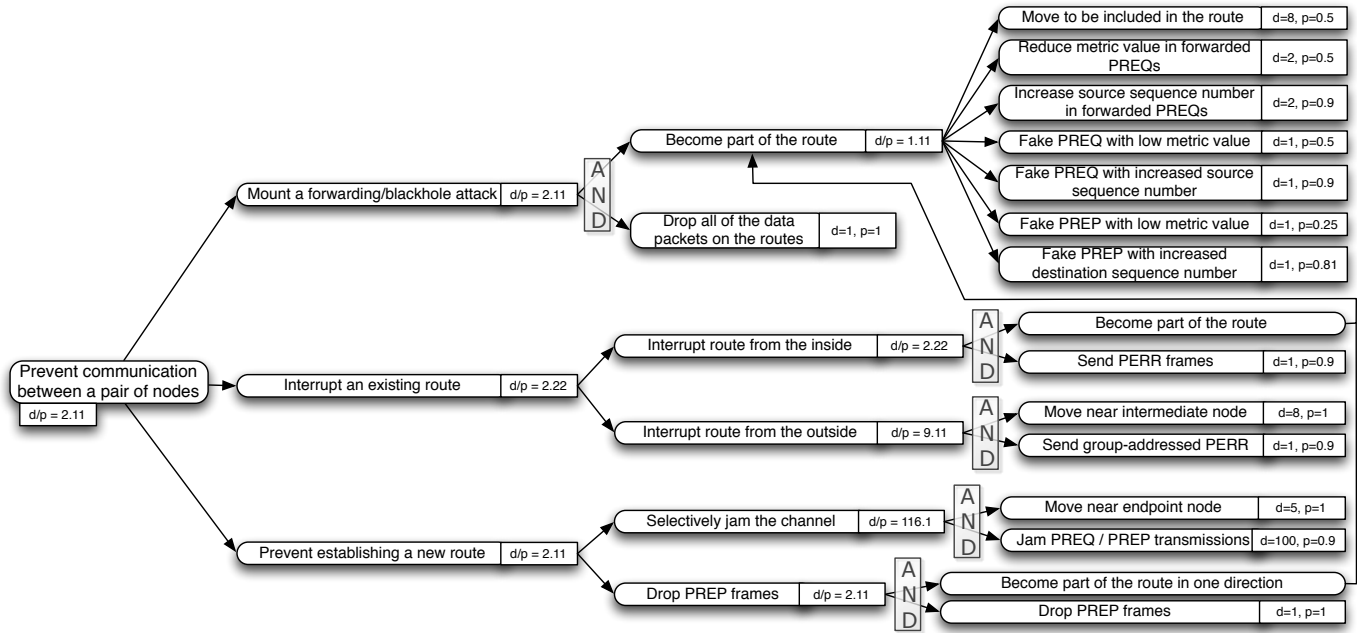 Move to be included in the route
d=8, p=0.5
Reduce metric value in forwarded
PREQs
d=2, p=0.5
Increase source sequence number
in forwarded PREQs
d=2, p=0.9
Become part of the route
d/p = 1.11
Fake PREQ with low metric value
d=1, p=0.5
Fake PREQ with increased source
sequence number
d=1, p=0.9
Mount a forwarding/blackhole attack
d/p = 2.11
A
N
D
Drop all of the data
packets on the routes
d=1, p=1
Fake PREP with low metric value
d=1, p=0.25
Fake PREP with increased
destination sequence number
d=1, p=0.81
Prevent communication
between a pair of nodes
d/p = 2.11
Interrupt an existing route
d/p = 2.22
Interrupt route from the inside
d/p = 2.22
A
N
D
Become part of the route
Send PERR frames
d=1, p=0.9
Interrupt route from the outside
d/p = 9.11
A
N
D
Move near intermediate node
d=8, p=1
Send group-addressed PERR
d=1, p=0.9
Prevent establishing a new route
d/p = 2.11
Selectively jam the channel
d/p = 116.1
A
N
D
Move near endpoint node
d=5, p=1
Jam PREQ / PREP transmissions
d=100, p=0.9
Drop PREP frames
d/p = 2.11
A
N
D
Become part of the route in one direction
Drop PREP frames
d=1, p=1